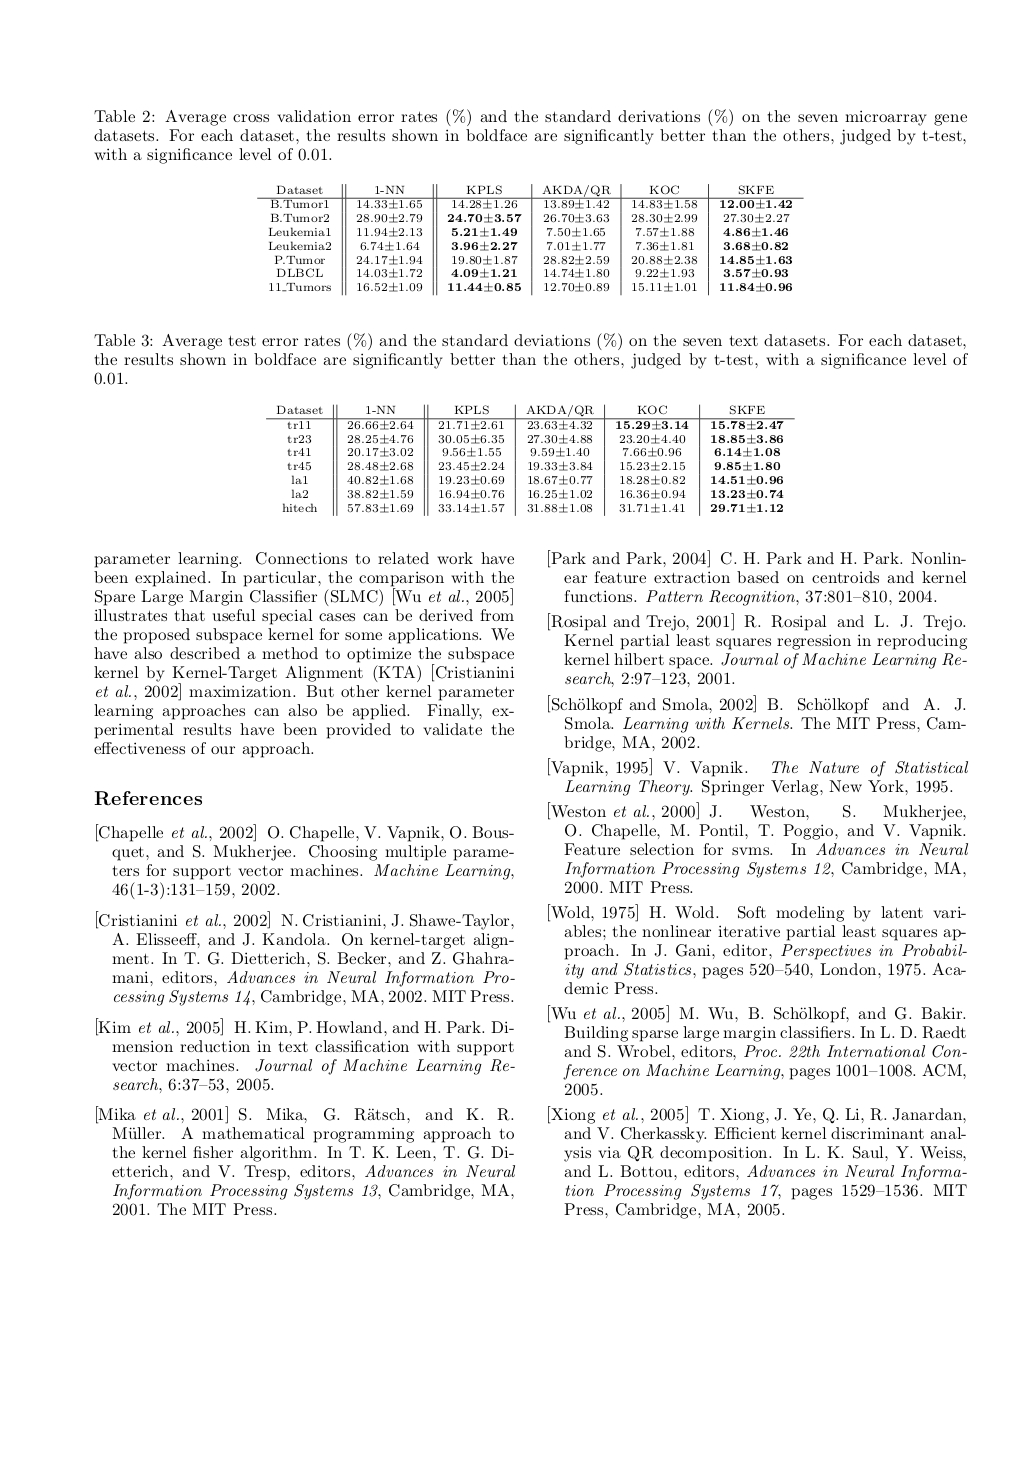 Table 2: Average cross validation error rates (%) and the standard derivations (%) on the seven microarray gene
datasets. For each dataset, the results shown in boldface are significantly better than the others, judged by t-test,
with a significance level of 0.01.
Dataset 1-NN KPLS AKDA/QR KOC SKFE
B.Tumor1 14.33±1.65 14.28±1.26 13.89±1.42 14.83±1.58 12.00±1.42
B.Tumor2 28.90±2.79 24.70±3.57 26.70±3.63 28.30±2.99 27.30±2.27
Leukemia1 11.94±2.13 5.21±1.49 7.50±1.65 7.57±1.88 4.86±1.46
Leukemia2 6.74±1.64 3.96±2.27 7.01±1.77 7.36±1.81 3.68±0.82
P.Tumor 24.17±1.94 19.80±1.87 28.82±2.59 20.88±2.38 14.85±1.63
DLBCL 14.03±1.72 4.09±1.21 14.74±1.80 9.22±1.93 3.57±0.93
11_Tumors 16.52±1.09 11.44±0.85 12.70±0.89 15.11±1.01 11.84±0.96
Table 3: Average test error rates (%) and the standard deviations (%) on the seven text datasets. For each dataset,
the results shown in boldface are significantly better than the others, judged by t-test, with a significance level of
0.01.
Dataset 1-NN KPLS AKDA/QR KOC SKFE
tr11 26.66±2.64 21.71±2.61 23.63±4.32 15.29±3.14 15.78±2.47
tr23 28.25±4.76 30.05±6.35 27.30±4.88 23.20±4.40 18.85±3.86
tr41 20.17±3.02 9.56±1.55 9.59±1.40 7.66±0.96 6.14±1.08
tr45 28.48±2.68 23.45±2.24 19.33±3.84 15.23±2.15 9.85±1.80
la1 40.82±1.68 19.23±0.69 18.67±0.77 18.28±0.82 14.51±0.96
la2 38.82±1.59 16.94±0.76 16.25±1.02 16.36±0.94 13.23±0.74
hitech 57.83±1.69 33.14±1.57 31.88±1.08 31.71±1.41 29.71±1.12
parameter learning. Connections to related work have
been explained. In particular, the comparison with the
Spare Large Margin Classifier (SLMC) [Wu et al., 2005]
illustrates that useful special cases can be derived from
the proposed subspace kernel for some applications. We
have also described a method to optimize the subspace
kernel by Kernel-Target Alignment (KTA) [Cristianini
et al., 2002] maximization. But other kernel parameter
learning approaches can also be applied. Finally, ex-
perimental results have been provided to validate the
effectiveness of our approach.
References
[Chapelle et al., 2002] O. Chapelle, V. Vapnik, O. Bous-
quet, and S. Mukherjee. Choosing multiple parame-
ters for support vector machines. Machine Learning,
46(1-3):131–159, 2002.
[Cristianini et al., 2002] N. Cristianini, J. Shawe-Taylor,
A. Elisseeff, and J. Kandola. On kernel-target align-
ment. In T. G. Dietterich, S. Becker, and Z. Ghahra-
mani, editors, Advances in Neural Information Pro-
cessing Systems 14, Cambridge, MA, 2002. MIT Press.
[Kim et al., 2005] H. Kim, P. Howland, and H. Park. Di-
mension reduction in text classification with support
vector machines. Journal of Machine Learning Re-
search, 6:37–53, 2005.
[Mika et al., 2001] S. Mika, G. Rätsch, and K. R.
Müller. A mathematical programming approach to
the kernel fisher algorithm. In T. K. Leen, T. G. Di-
etterich, and V. Tresp, editors, Advances in Neural
Information Processing Systems 13, Cambridge, MA,
2001. The MIT Press.
[Park and Park, 2004] C. H. Park and H. Park. Nonlin-
ear feature extraction based on centroids and kernel
functions. Pattern Recognition, 37:801–810, 2004.
[Rosipal and Trejo, 2001] R. Rosipal and L. J. Trejo.
Kernel partial least squares regression in reproducing
kernel hilbert space. Journal of Machine Learning Re-
search, 2:97–123, 2001.
[Schölkopf and Smola, 2002] B. Schölkopf and A. J.
Smola. Learning with Kernels. The MIT Press, Cam-
bridge, MA, 2002.
[Vapnik, 1995] V. Vapnik. The Nature of Statistical
Learning Theory. Springer Verlag, New York, 1995.
[Weston et al., 2000] J. Weston, S. Mukherjee,
O. Chapelle, M. Pontil, T. Poggio, and V. Vapnik.
Feature selection for svms. In Advances in Neural
Information Processing Systems 12, Cambridge, MA,
2000. MIT Press.
[Wold, 1975] H. Wold. Soft modeling by latent vari-
ables; the nonlinear iterative partial least squares ap-
proach. In J. Gani, editor, Perspectives in Probabil-
ity and Statistics, pages 520–540, London, 1975. Aca-
demic Press.
[Wu et al., 2005] M. Wu, B. Schölkopf, and G. Bakir.
Building sparse large margin classifiers. In L. D. Raedt
and S. Wrobel, editors, Proc. 22th International Con-
ference on Machine Learning, pages 1001–1008. ACM,
2005.
[Xiong et al., 2005] T. Xiong, J. Ye, Q. Li, R. Janardan,
and V. Cherkassky. Efficient kernel discriminant anal-
ysis via QR decomposition. In L. K. Saul, Y. Weiss,
and L. Bottou, editors, Advances in Neural Informa-
tion Processing Systems 17, pages 1529–1536. MIT
Press, Cambridge, MA, 2005.